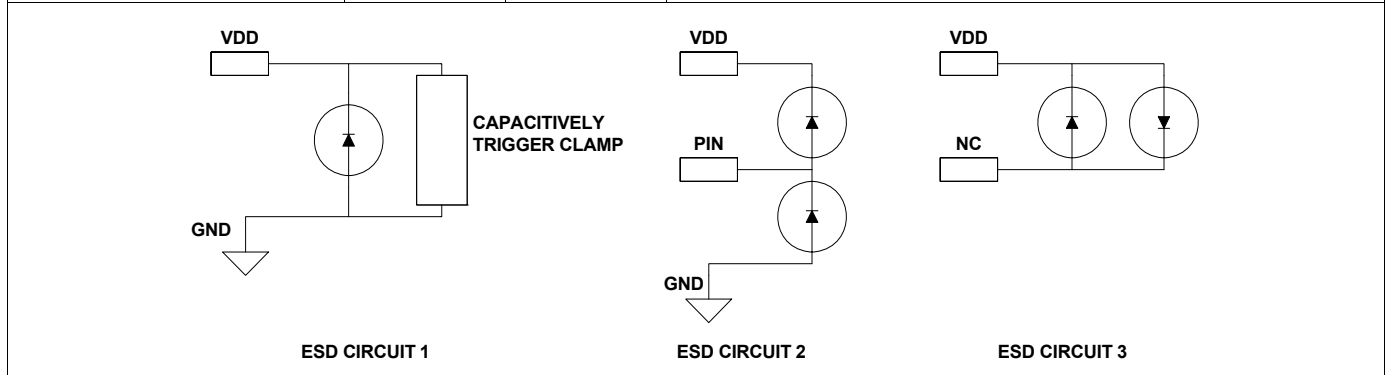 VDD
CAPACITIVELY
TRIGGER CLAMP
GND
ESD CIRCUIT 1
VDD
PIN
GND
ESD CIRCUIT 2
VDD
NC
ESD CIRCUIT 3